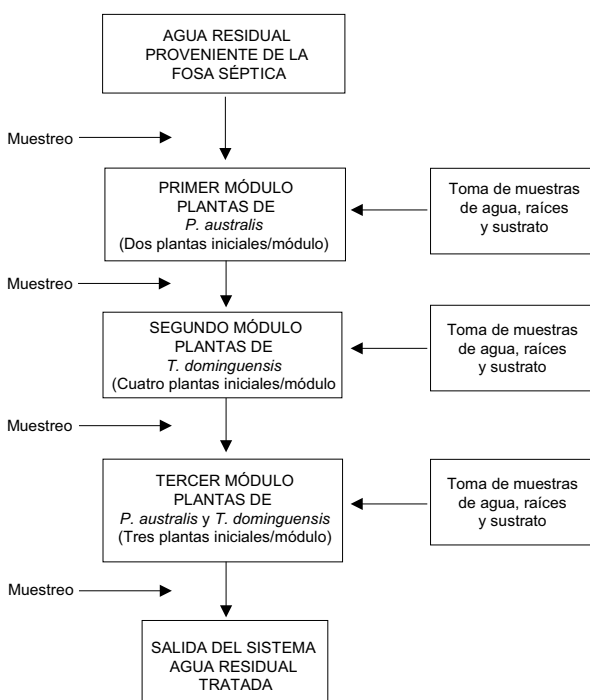 AGUA RESIDUAL
PROVENIENTE DE LA
FOSA SÉPTICA
Muestreo
PRIMER MÓDULO
PLANTAS DE
P. australis
(Dos plantas iniciales/módulo)
Toma de muestras
de agua, raíces
y sustrato
Muestreo
SEGUNDO MÓDULO
PLANTAS DE
T. dominguensis
(Cuatro plantas iniciales/módulo
Toma de muestras
de agua, raíces
y sustrato
Muestreo
TERCER MÓDULO
PLANTAS DE
P. australis y T. dominguensis
(Tres plantas iniciales/módulo)
Toma de muestras
de agua, raíces
y sustrato
Muestreo
SALIDA DEL SISTEMA
AGUA RESIDUAL
TRATADA